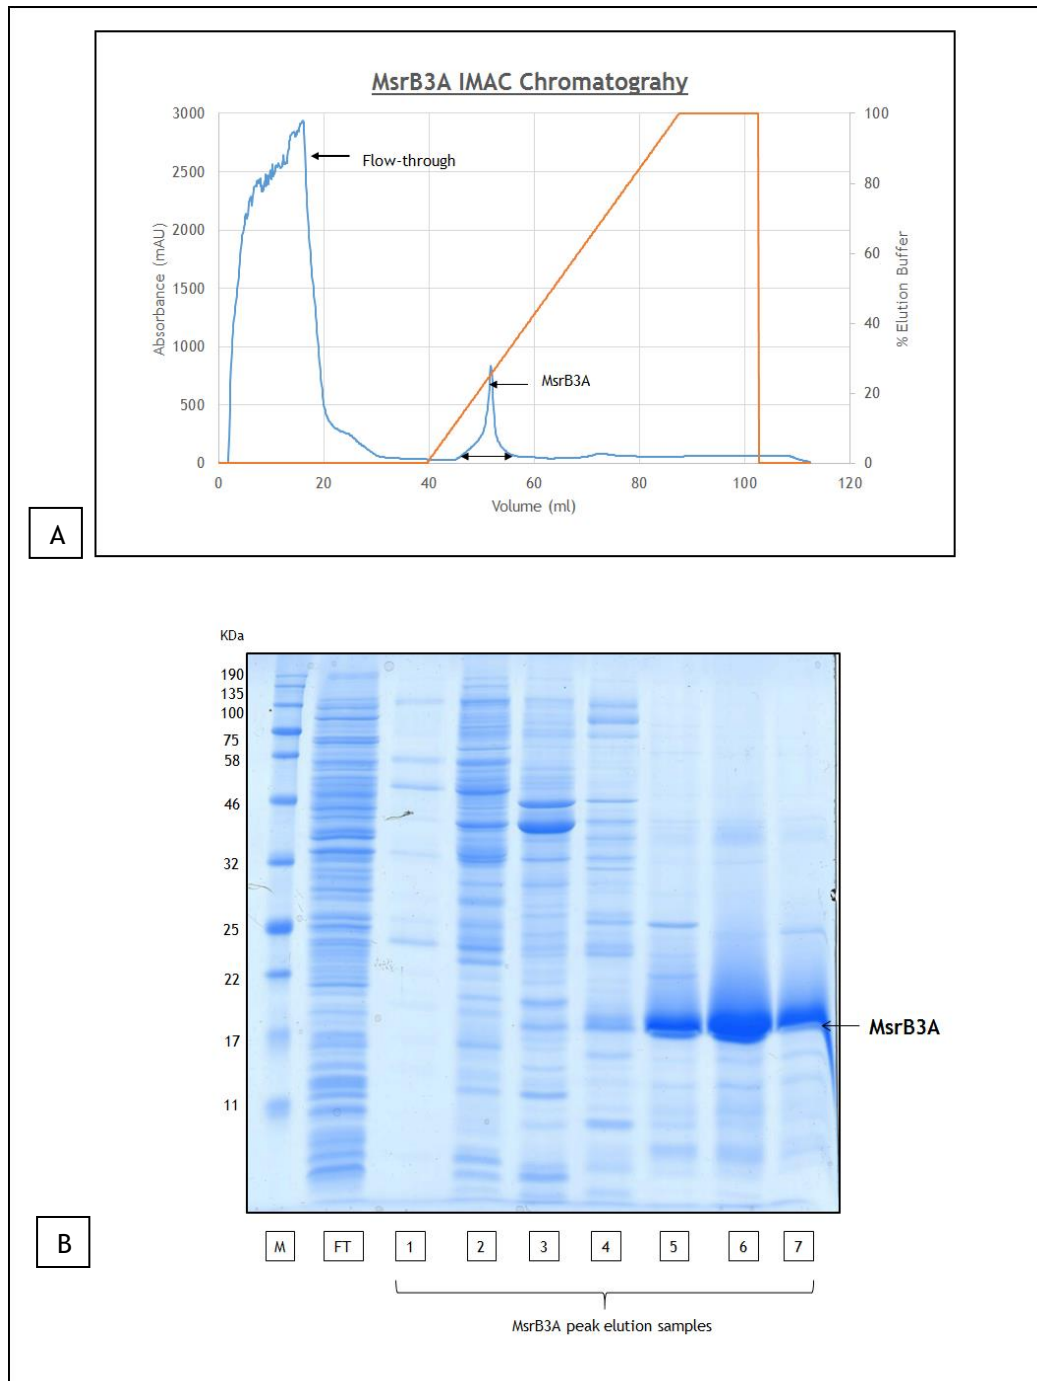 MsrB3A IMAC Chromatograhy
3000
2500
2000
1500
1000
500
0
Absorbance (mAU)
100
80
60
40
20
0
% Elution Buffer
Flow-through
MsrB3A
0 20 40 60 80 100 120
Volume (ml)
A
KDa
190
135
100
75
58
46
32
25
22
17
11
MsrB3A
B
M FT 1 2 3 4 5 6 7
MsrB3A peak elution samples